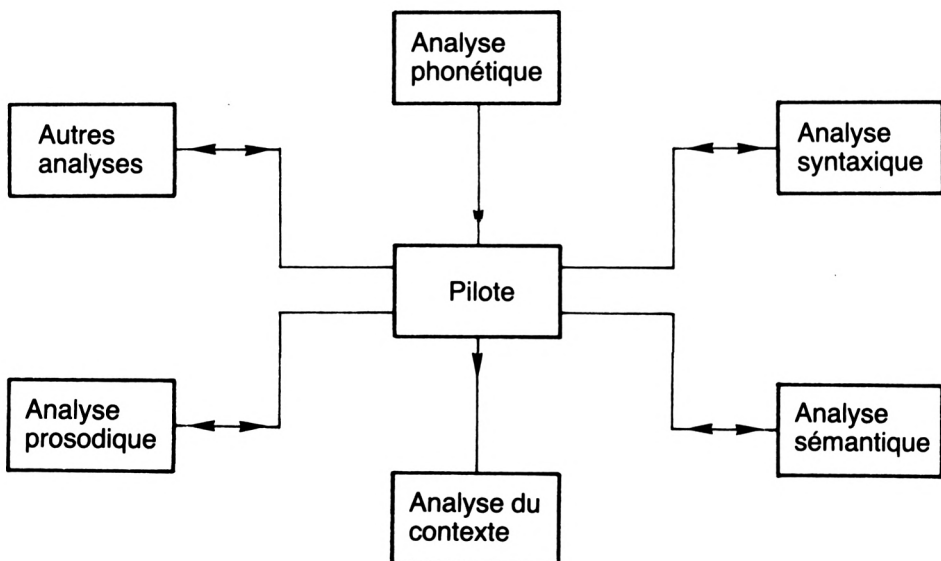 Analyse
phonétique
Autres
analyses
Analyse
syntaxique
Pilote
Analyse
prosodique
Analyse
sémantique
Analyse du
contexte